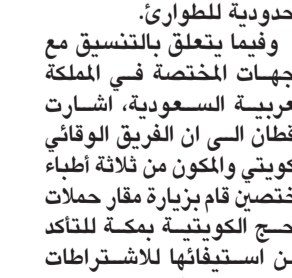 حدودية للطوارئ.
وفيما يتعلق بالتنسيق مع
جهات المختصة في المملكة
عربية السعودية، اشارت
قطان الى ان الفريق الوقائي
كويتي والمكون من ثلاثة أطباء
ختصين قام بزيارة مقار حملات
حج الكويتية بمكة للتأكد
ن استيفائها للاشتراطات